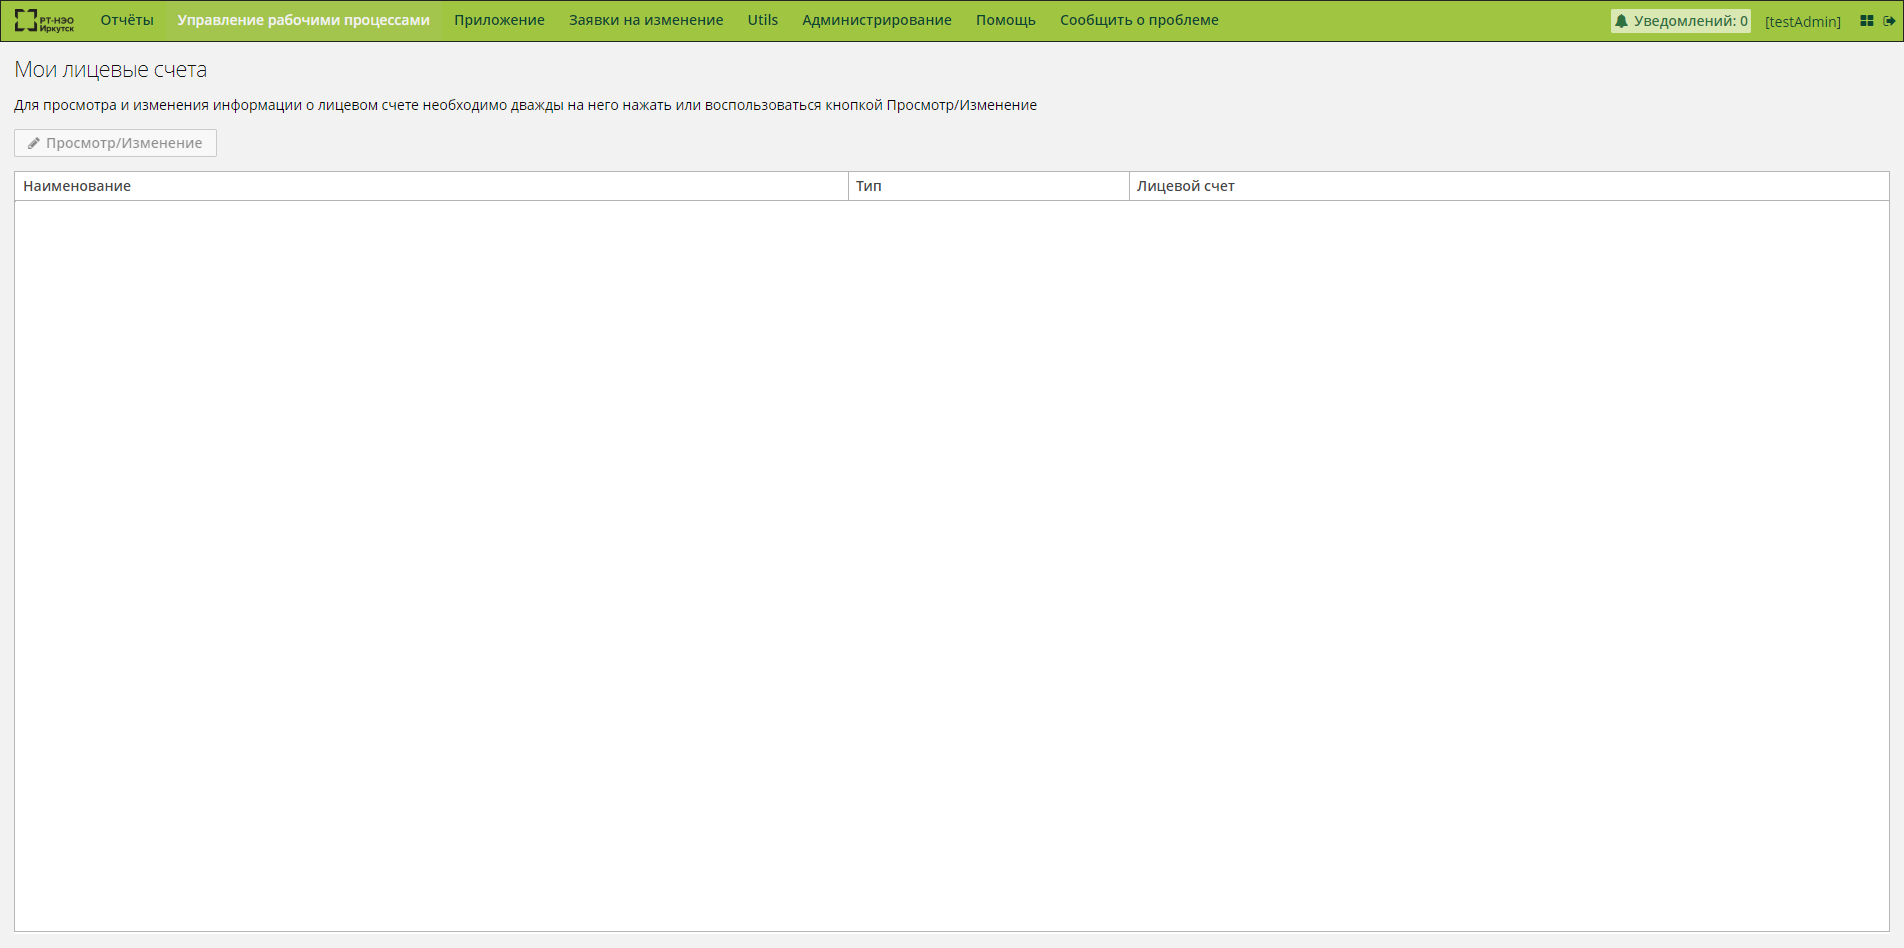 РТ-НЭО
Иркутск
Отчёты
Управление рабочими процессами
Приложение
Заявки на изменение
Utils
Администрирование
Помощь
Сообщить о проблеме
Уведомлений: 0
[testAdmin]
Мои лицевые счета
Для просмотра и изменения информации о лицевом счете необходимо дважды на него нажать или воспользоваться кнопкой Просмотр/Изменение
Просмотр/Изменение
Наименование
Тип
Лицевой счет